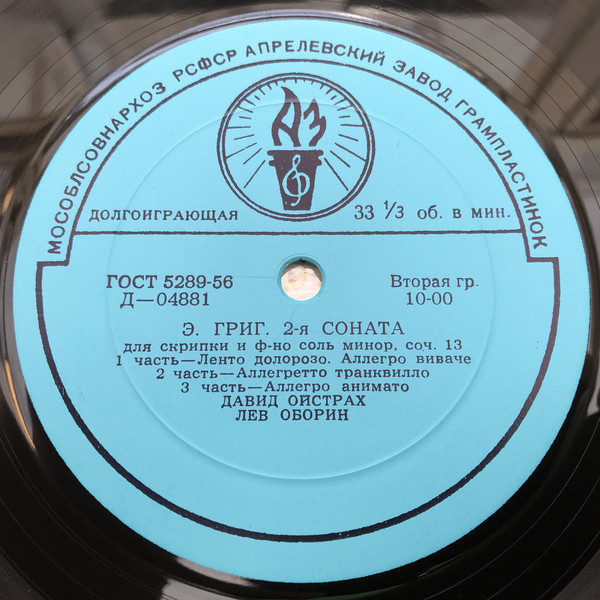 МОСОБЛСОВНАРХОЗ РСФСР АПРЕЛЕВСКИЙ ЗАВОД ГРАМПЛАСТИНОК
АЗ
ДОЛГОИГРАЮЩАЯ 33 1/3 об. в мин.
ГОСТ 5289-56 Вторая гр.
Д—04881 10-00
Э. ГРИГ. 2-я СОНАТА
для скрипки и ф-но соль минор, соч. 13
1 часть—Ленто долорозо. Аллегро виваче
2 часть—Аллегретто транквилло
3 часть—Аллегро анимато
ДАВИД ОЙСТРАХ
ЛЕВ ОБОРИН